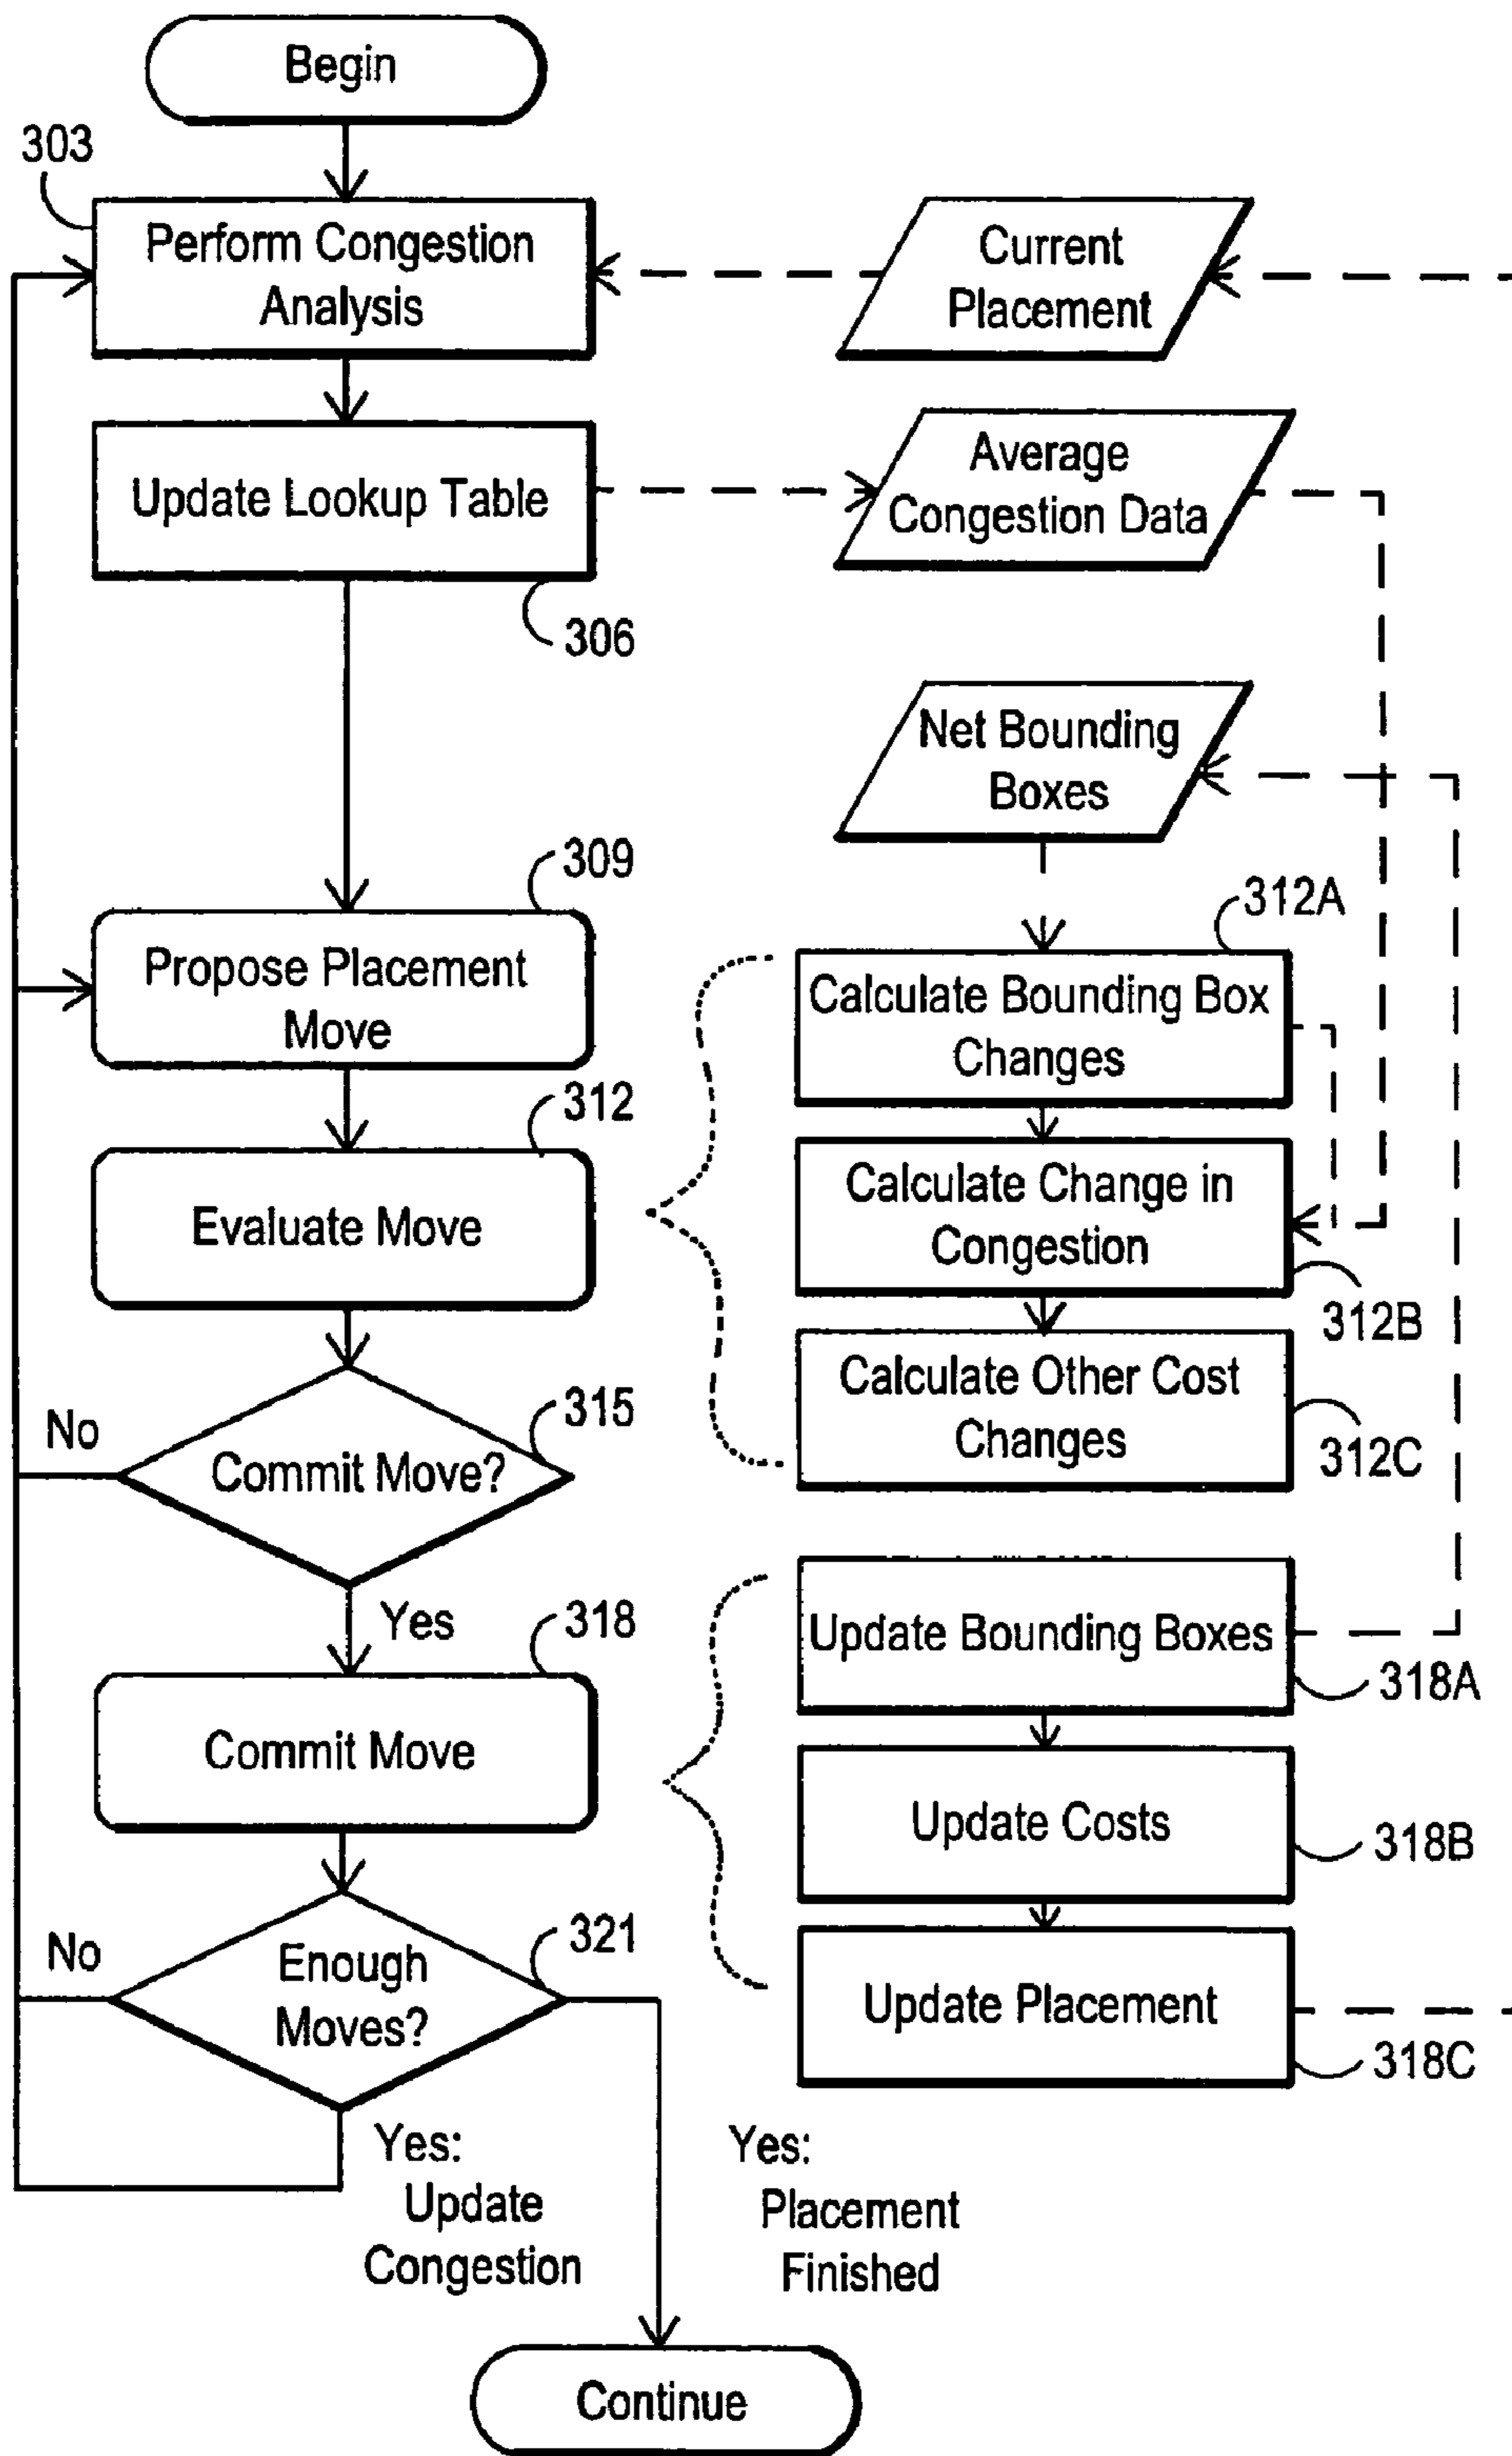 Begin
303
Perform Congestion
Analysis
Current
Placement
Update Lookup Table
306
Average
Congestion Data
Net Bounding
Boxes
309
Propose Placement
Move
312A
Calculate Bounding Box
Changes
312
Evaluate Move
Calculate Change in
Congestion
312B
Calculate Other Cost
Changes
312C
315
No
Commit Move?
Yes
318
Commit Move
Update Bounding Boxes
318A
Update Costs
318B
Update Placement
318C
321
No
Enough
Moves?
Yes:
Update
Congestion
Yes:
Placement
Finished
Continue